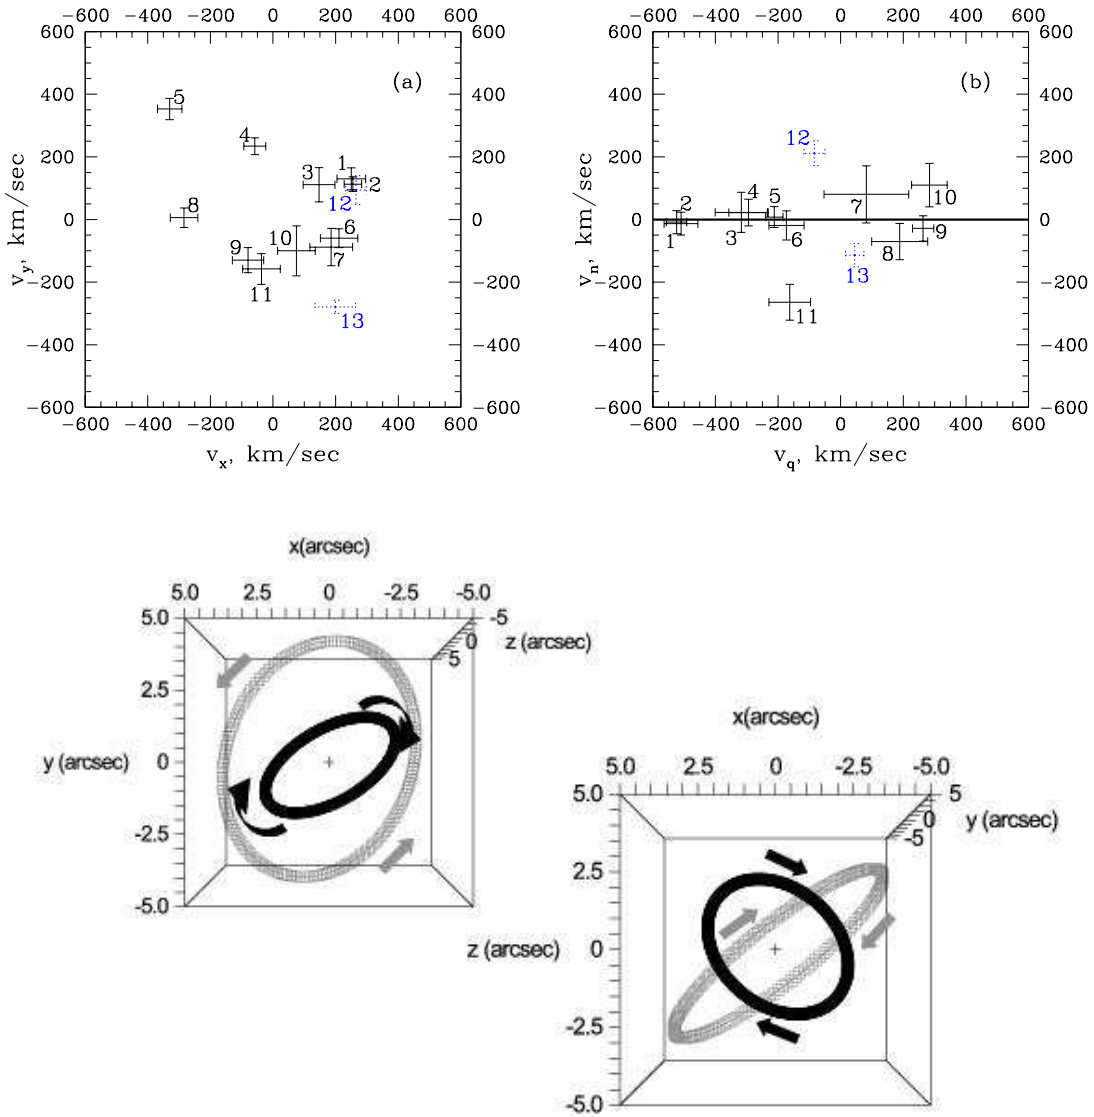 −600 −400 −200 0 200 400 600
−600 −400 −200 0 200 400 600
600 600 600 600
(a) (b)
5
400 400 400 400
4
12
200 200 200 200
3 1 2
12
4 10
7
8
2 5
0 0 0 0
1 3 6
9 10 6
7
8 9
11
13
−200 −200 −200 −200
13
11
−400 −400 −400 −400
−600 −600 −600 −600
−600 −400 −200 0 200 400 600
−600 −400 −200 0 200 400 600
v_y, km/sec
v_n, km/sec
v_x, km/sec
v_q, km/sec
x(arcsec)
5.0 2.5 0 -2.5 -5.0
5.0 -5
0 z (arcsec)
5
2.5
y (arcsec) 0
-2.5
-5.0
x(arcsec)
5.0 2.5 0 -2.5 -5.0
5.0 5
0 y (arcsec)
-5
2.5
z (arcsec) 0
-2.5
-5.0